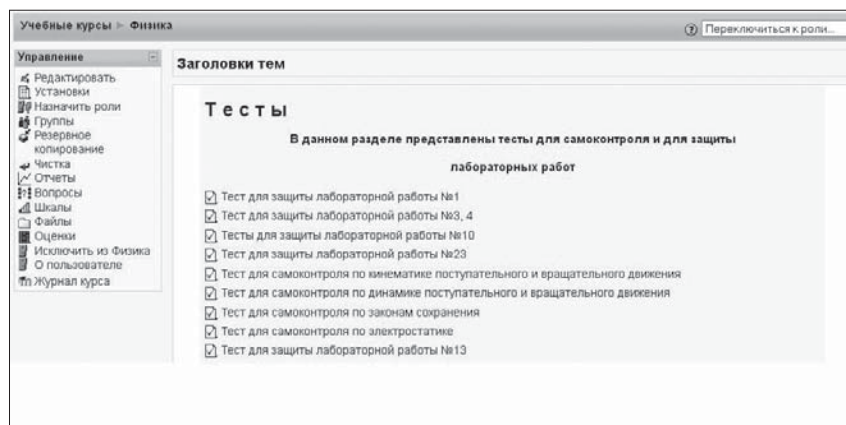 Учебные курсы ► Физика
Переключиться к роли...
Управление
Редактировать
Установки
Назначить роли
Группы
Резервное
копирование
Чистка
Отчеты
Вопросы
Шкалы
Файлы
Оценки
Исключить из Физика
О пользователе
Журнал курса
Заголовки тем
Тесты
В данном разделе представлены тесты для самоконтроля и для защиты
лабораторных работ
Тест для защиты лабораторной работы №1
Тест для защиты лабораторной работы №3, 4
Тесты для защиты лабораторной работы №10
Тест для защиты лабораторной работы №23
Тест для самоконтроля по кинематике поступательного и вращательного движения
Тест для самоконтроля по динамике поступательного и вращательного движения
Тест для самоконтроля по законам сохранения
Тест для самоконтроля по электростатике
Тест для защиты лабораторной работы №13